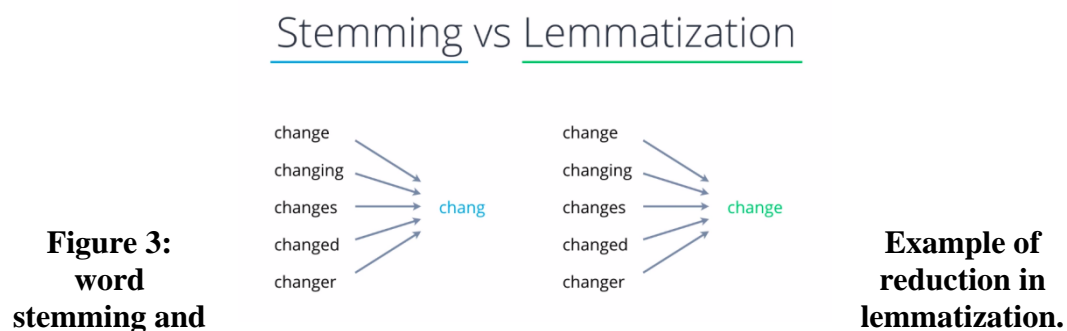 Stemming vs Lemmatization
change
changing
changes
changed
changer
chang
change
changing
changes
changed
changer
change
Figure 3: Example of
word reduction in
stemming and lemmatization.